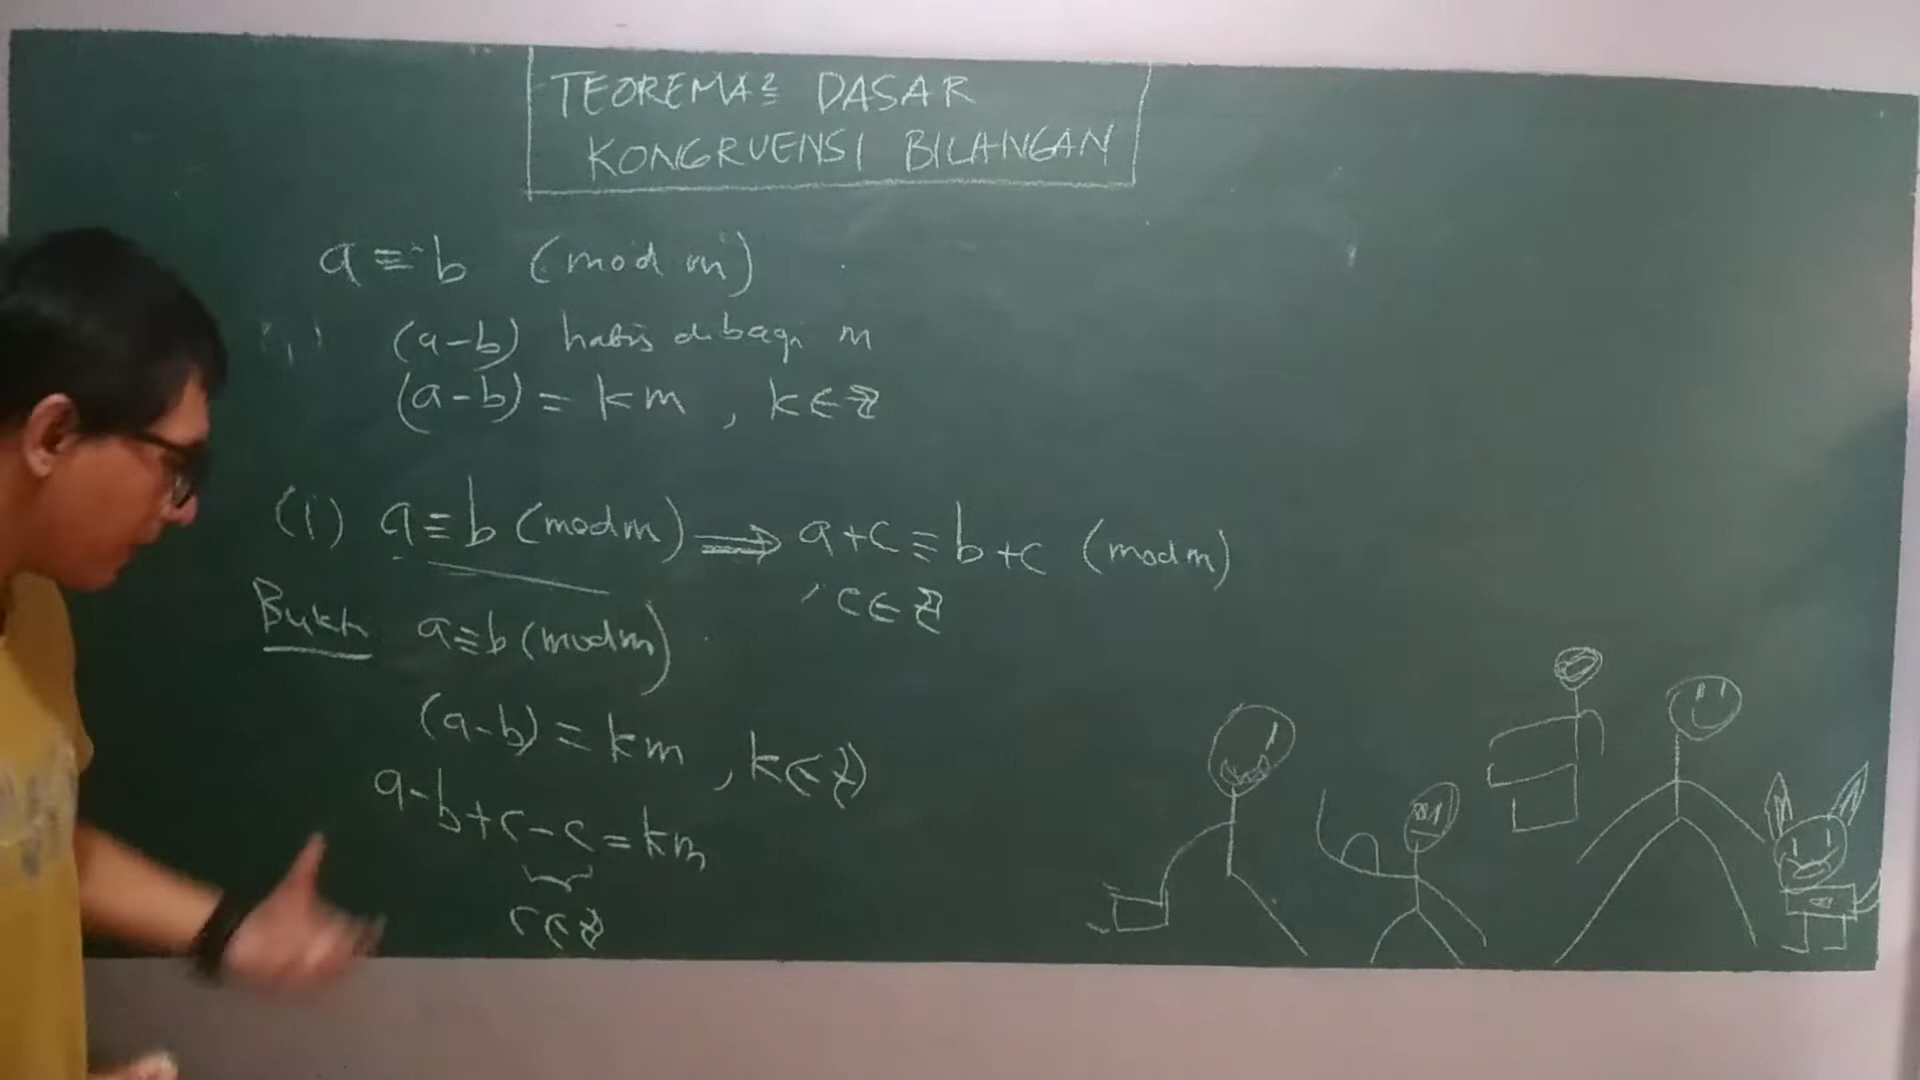 TEOREMA² DASAR
KONGRUENSI BILANGAN
a ≡ b (mod m)
(a-b) habis dibagi m
(a-b) = km , k∈ℤ
(1) a≡b (mod m) ⟹ a+c ≡ b+c (mod m)
, c∈ℤ
Bukti a≡b (mod m)
(a-b) = km , k∈ℤ
a-b+c-c = km
c∈ℤ